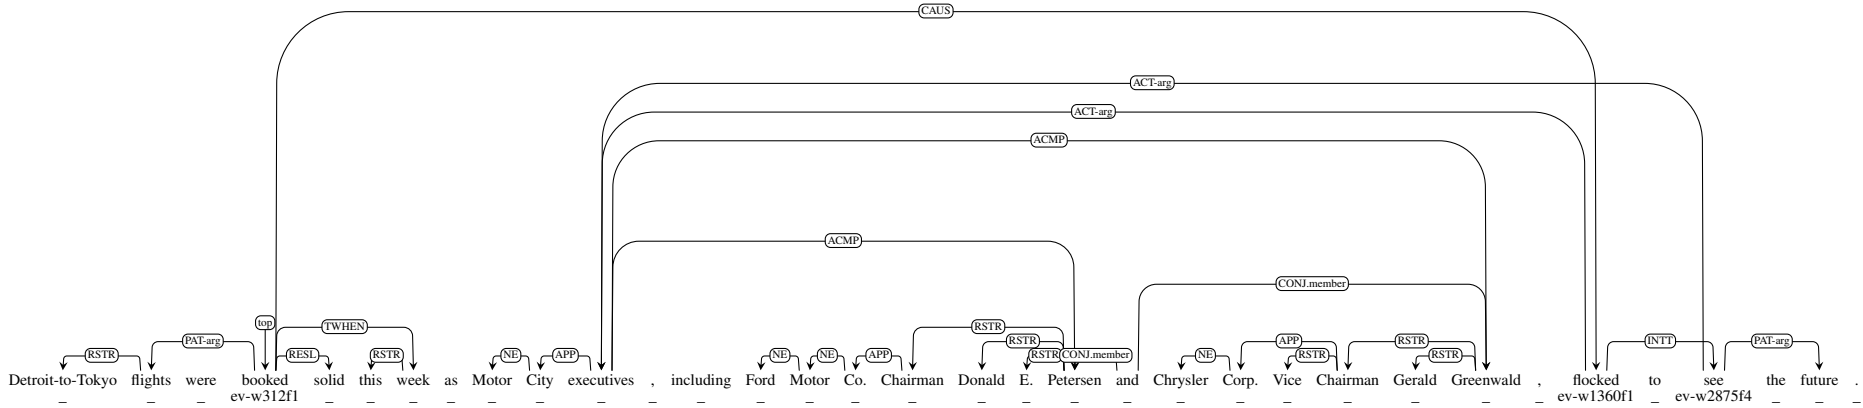 CAUS
ACT-arg
ACT-arg
ACMP
ACMP
CONJ.member
top TWHEN RSTR
PAT-arg RSTR APP RSTR INTT PAT-arg
RSTR RESL RSTR NE APP NE NE APP RSTR CONJ.member NE RSTR RSTR
Detroit-to-Tokyo flights were booked solid this week as Motor City executives , including Ford Motor Co. Chairman Donald E. Petersen and Chrysler Corp. Vice Chairman Gerald Greenwald , flocked to see the future .
ev-w312f1 ev-w1360f1 ev-w2875f4
_ _ _ _ _ _ _ _ _ _ _ _ _ _ _ _ _ _ _ _ _ _ _ _ _ _ _ _ _ _ _